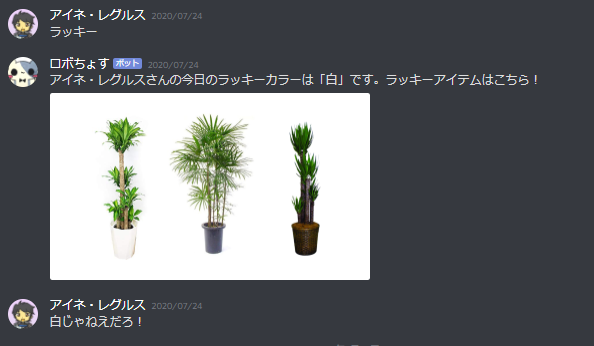 アイネ・レグルス 2020/07/24
ラッキー
ロボちょす ボット 2020/07/24
アイネ・レグルスさんの今日のラッキーカラーは「白」です。ラッキーアイテムはこちら！
アイネ・レグルス 2020/07/24
白じゃねえだろ！